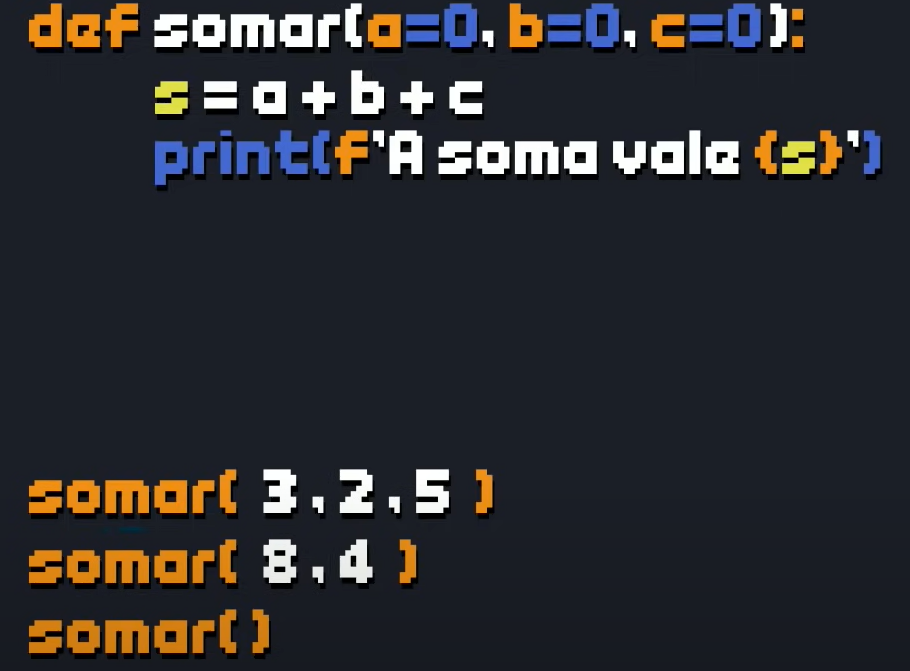 def somar(a=0, b=0, c=0):
s = a + b + c
print(f'A soma vale {s}')
somar( 3,2,5 )
somar( 8,4 )
somar( )